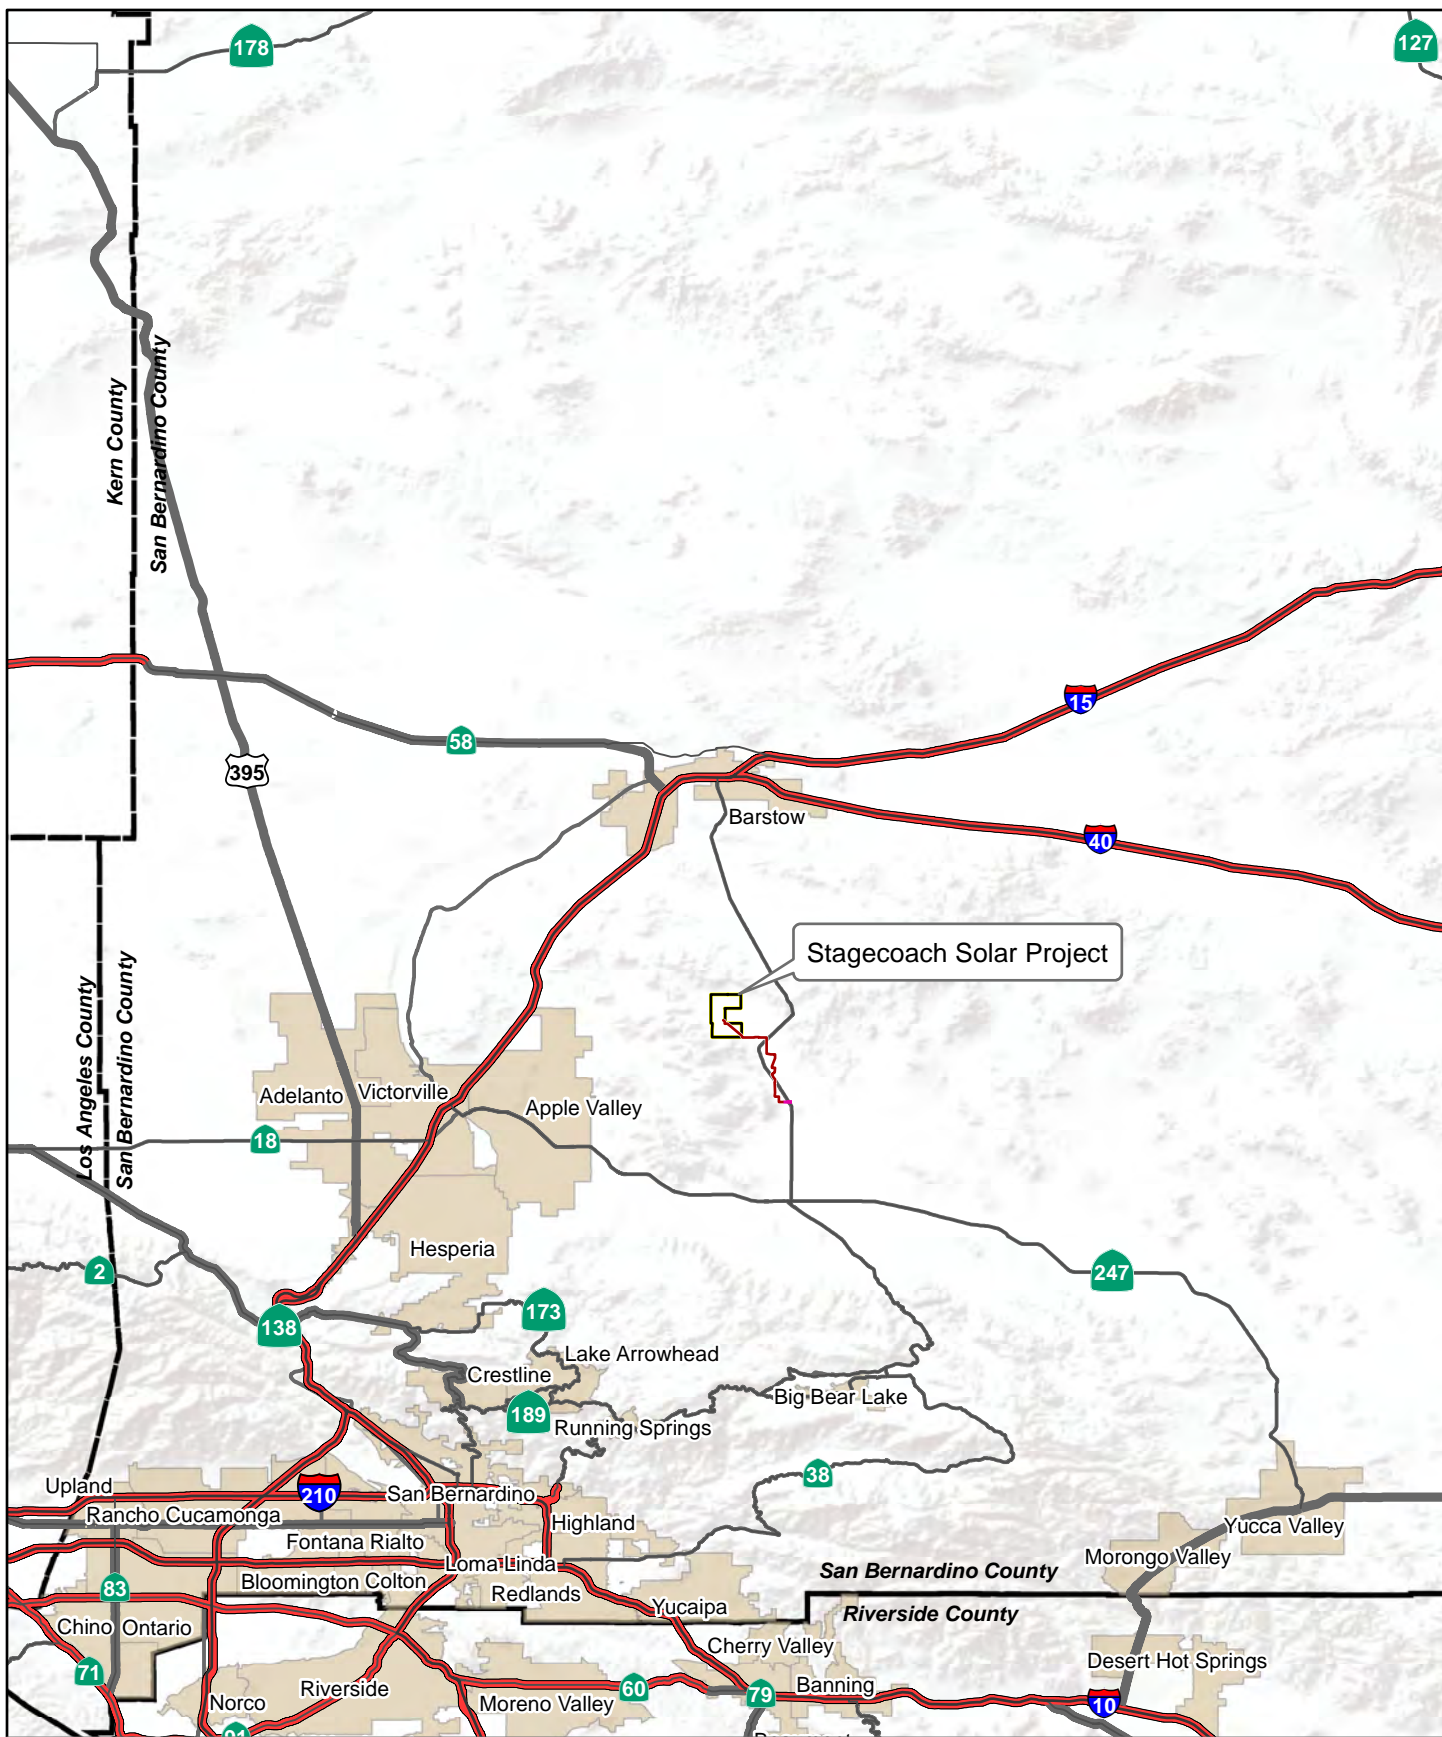 178
127
Kern County
San Bernardino County
15
58
395
Barstow
40
Stagecoach Solar Project
Los Angeles County
San Bernardino County
Adelanto
Victorville
Apple Valley
18
Hesperia
2
247
173
138
Lake Arrowhead
Crestline
Big Bear Lake
189
Running Springs
38
Upland
210
San Bernardino
Rancho Cucamonga
Highland
Yucca Valley
Fontana
Rialto
Morongo Valley
Loma Linda
San Bernardino County
Bloomington
Colton
83
Redlands
Yucaipa
Riverside County
Chino
Ontario
Cherry Valley
Desert Hot Springs
71
Riverside
60
Banning
79
Norco
Moreno Valley
10
91